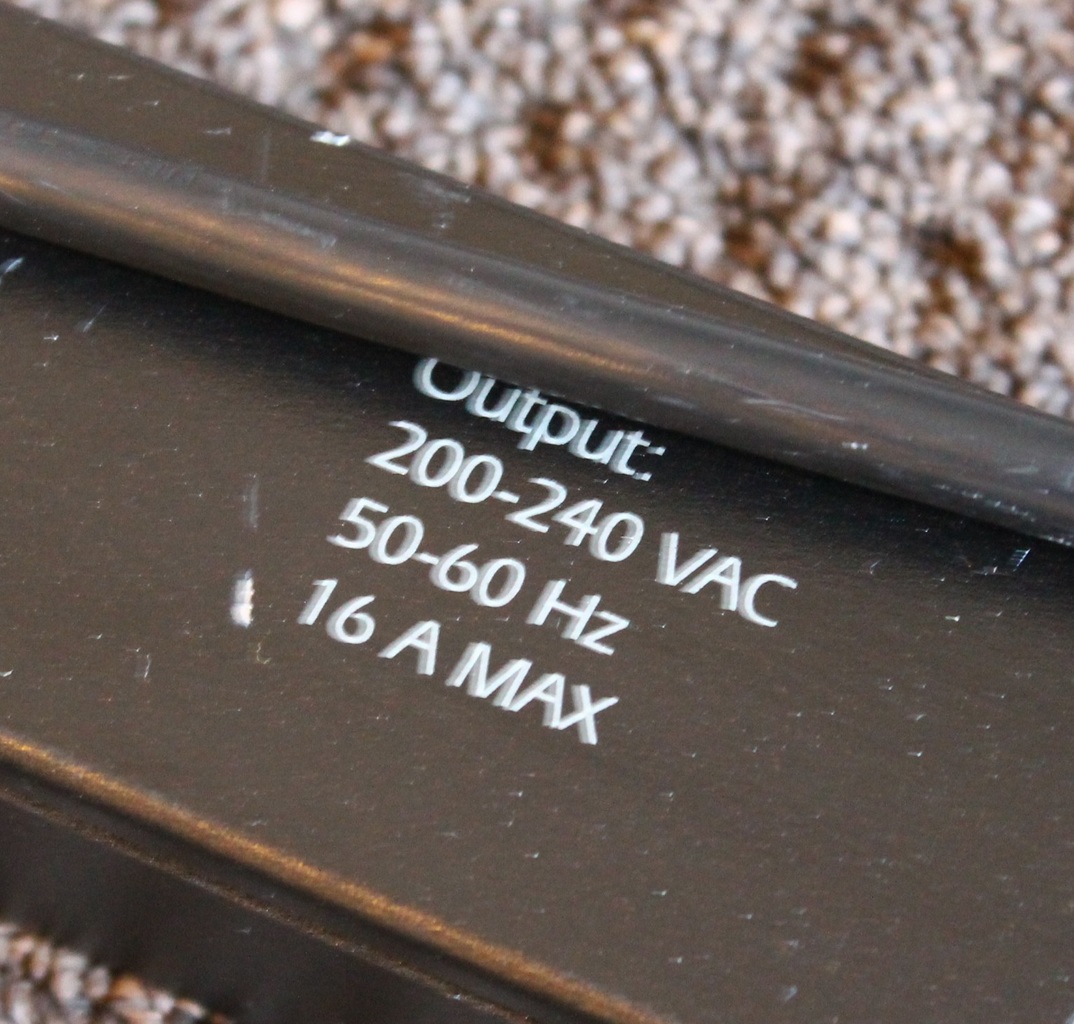 Output:
200-240 VAC
50-60 Hz
16 A MAX